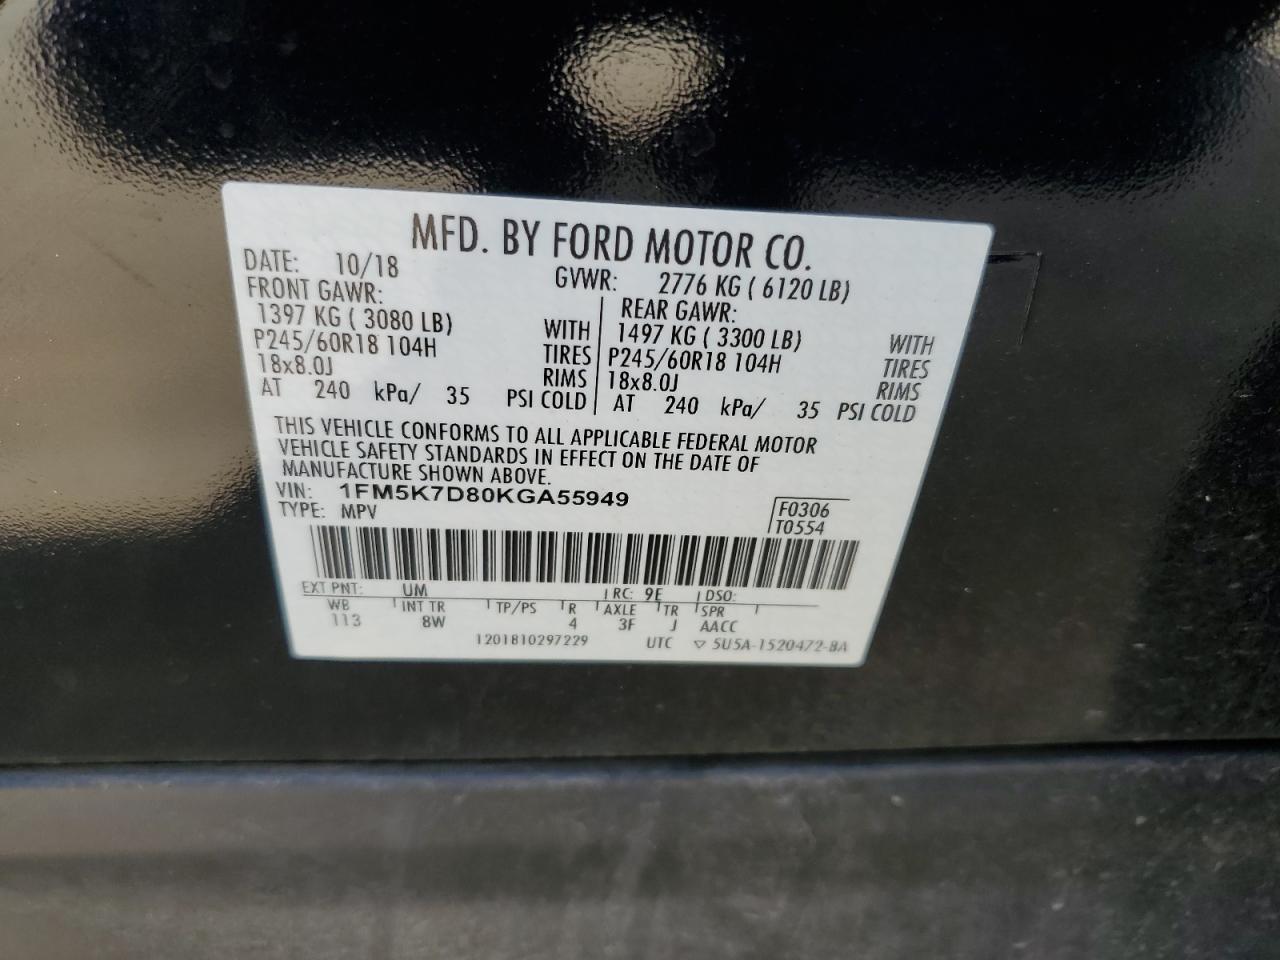 MFD. BY FORD MOTOR CO.
DATE: 10/18 GVWR: 2776 KG ( 6120 LB)
FRONT GAWR: REAR GAWR:
1397 KG ( 3080 LB) WITH 1497 KG ( 3300 LB) WITH
P245/60R18 104H TIRES P245/60R18 104H TIRES
18x8.0J RIMS 18x8.0J RIMS
AT 240 kPa/ 35 PSI COLD AT 240 kPa/ 35 PSI COLD
THIS VEHICLE CONFORMS TO ALL APPLICABLE FEDERAL MOTOR
VEHICLE SAFETY STANDARDS IN EFFECT ON THE DATE OF
MANUFACTURE SHOWN ABOVE.
VIN: 1FM5K7D80KGA55949 F0306
TYPE: MPV T0554
EXT PNT: UM RC: 9E DSO:
WB INT TR TP/PS R AXLE TR SPR
113 8W 4 3F J AACC
1201810297229 UTC ▽ 5U5A-1520472-BA